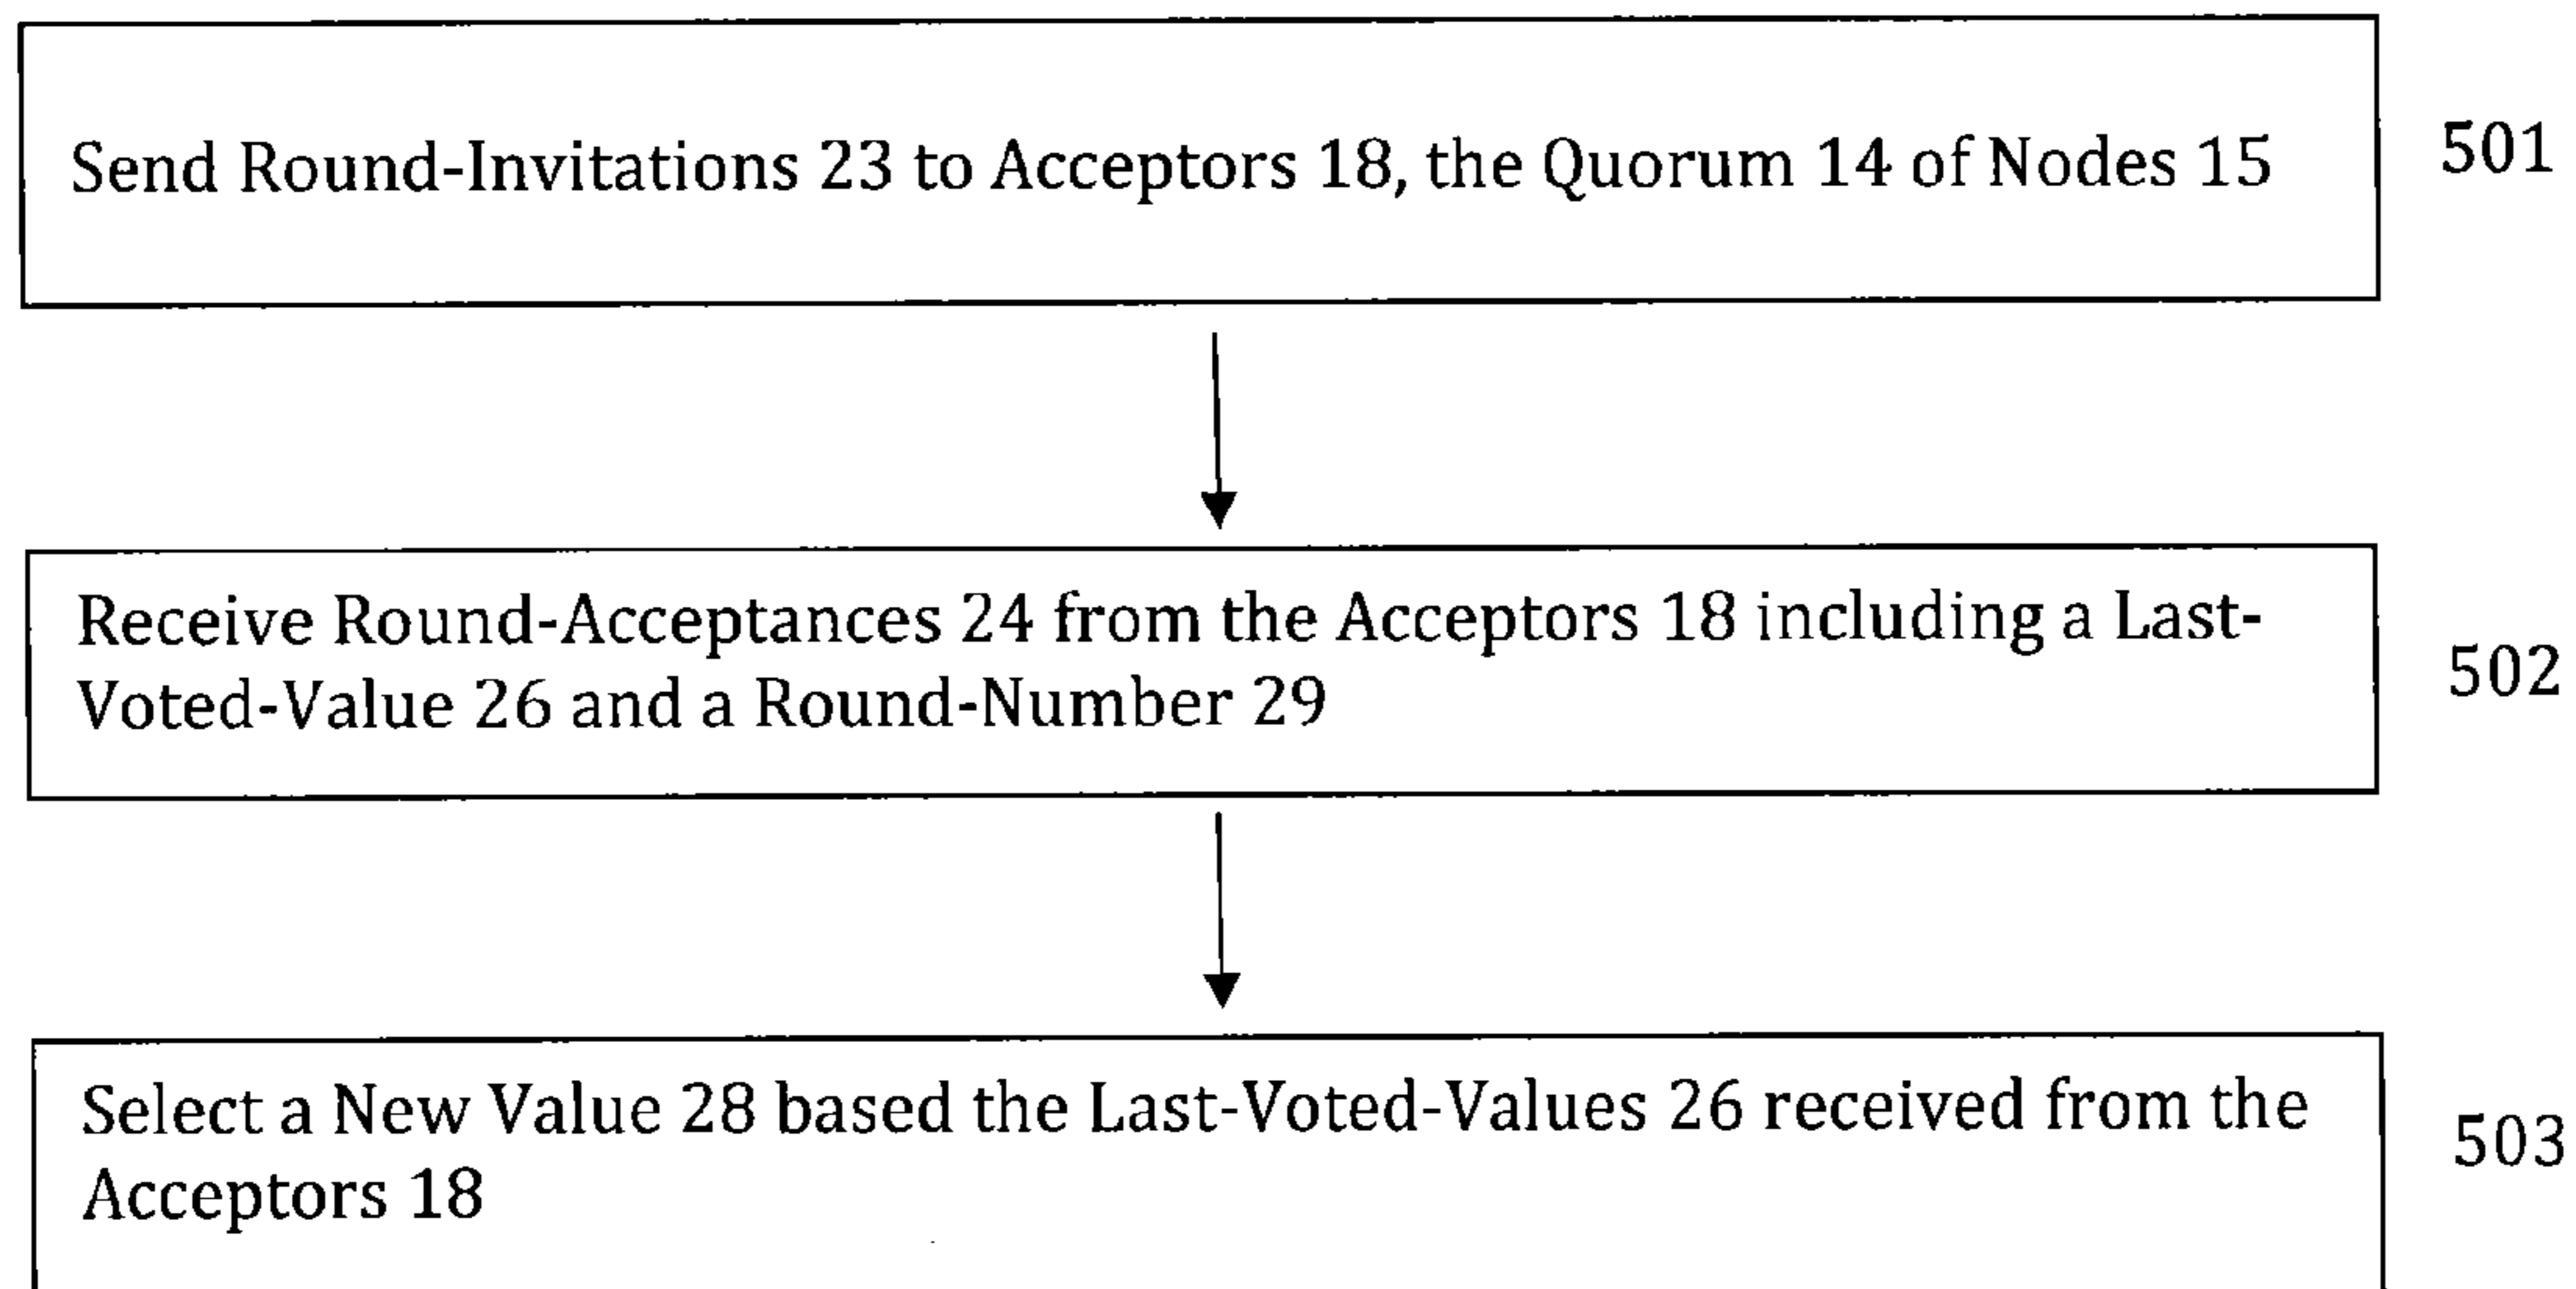 Send Round-Invitations 23 to Acceptors 18, the Quorum 14 of Nodes 15
501
Receive Round-Acceptances 24 from the Acceptors 18 including a Last-
Voted-Value 26 and a Round-Number 29
502
Select a New Value 28 based the Last-Voted-Values 26 received from the
Acceptors 18
503